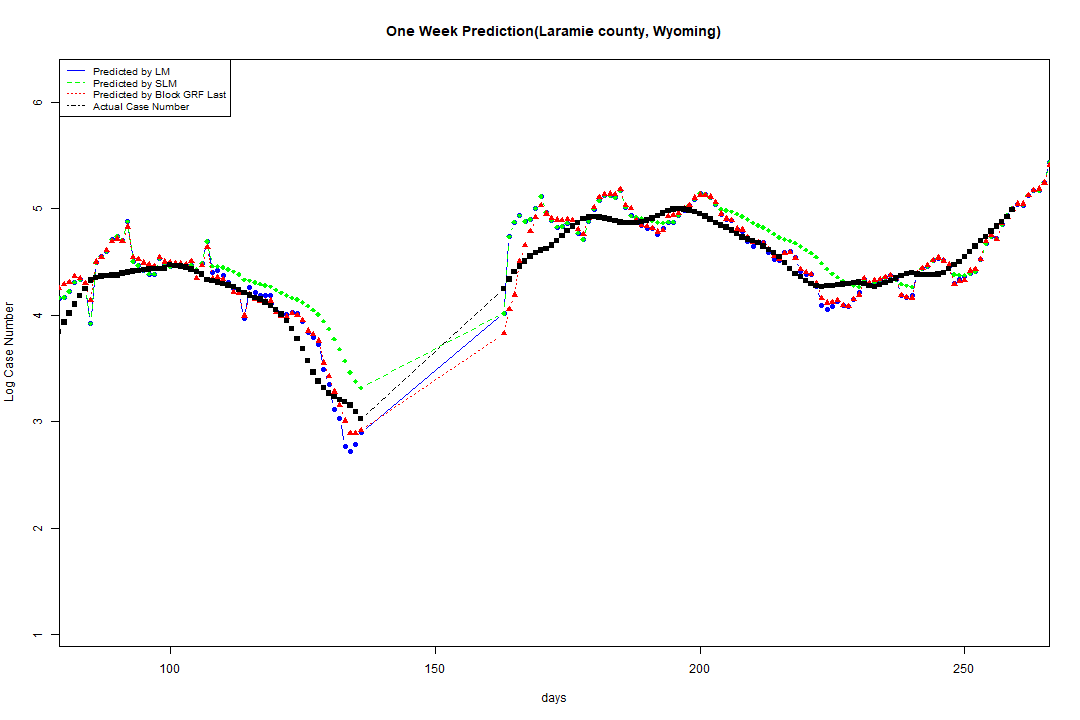 One Week Prediction(Laramie county, Wyoming)
Predicted by LM
Predicted by SLM
Predicted by Block GRF Last
Actual Case Number
6
5
4
3
2
1
Log Case Number
100 150 200 250
days